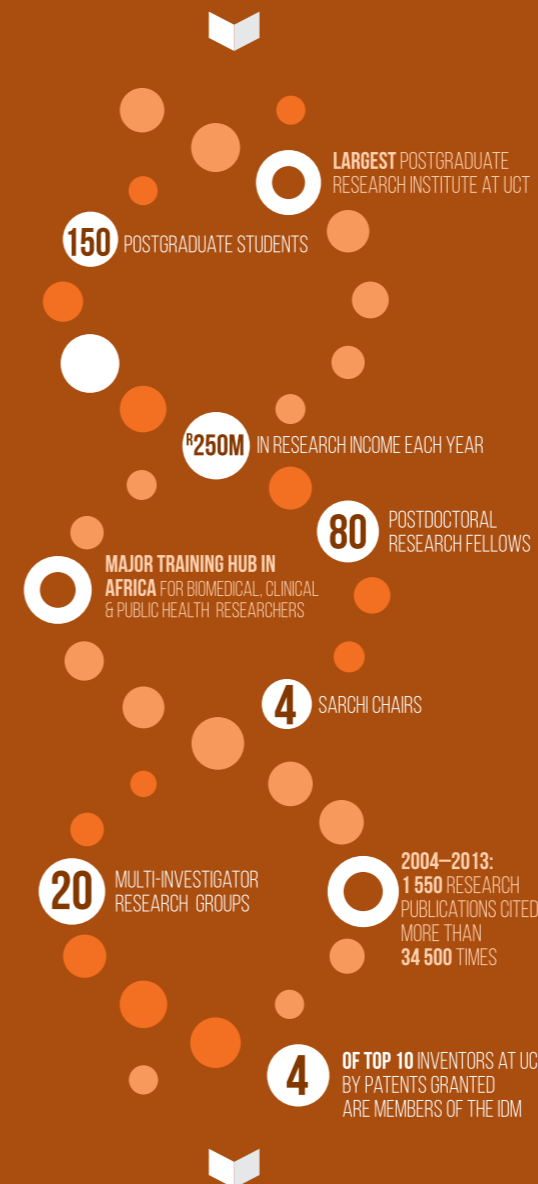 LARGEST POSTGRADUATE
RESEARCH INSTITUTE AT UCT
150 POSTGRADUATE STUDENTS
R250M IN RESEARCH INCOME EACH YEAR
80
POSTDOCTORAL
RESEARCH FELLOWS
MAJOR TRAINING HUB IN
AFRICA FOR BIOMEDICAL, CLINICAL
& PUBLIC HEALTH RESEARCHERS
4 SARCHI CHAIRS
20
MULTI-INVESTIGATOR
RESEARCH GROUPS
2004–2013:
1 550 RESEARCH
PUBLICATIONS CITED
MORE THAN
34 500 TIMES
4
OF TOP 10 INVENTORS AT UC
BY PATENTS GRANTED
ARE MEMBERS OF THE IDM